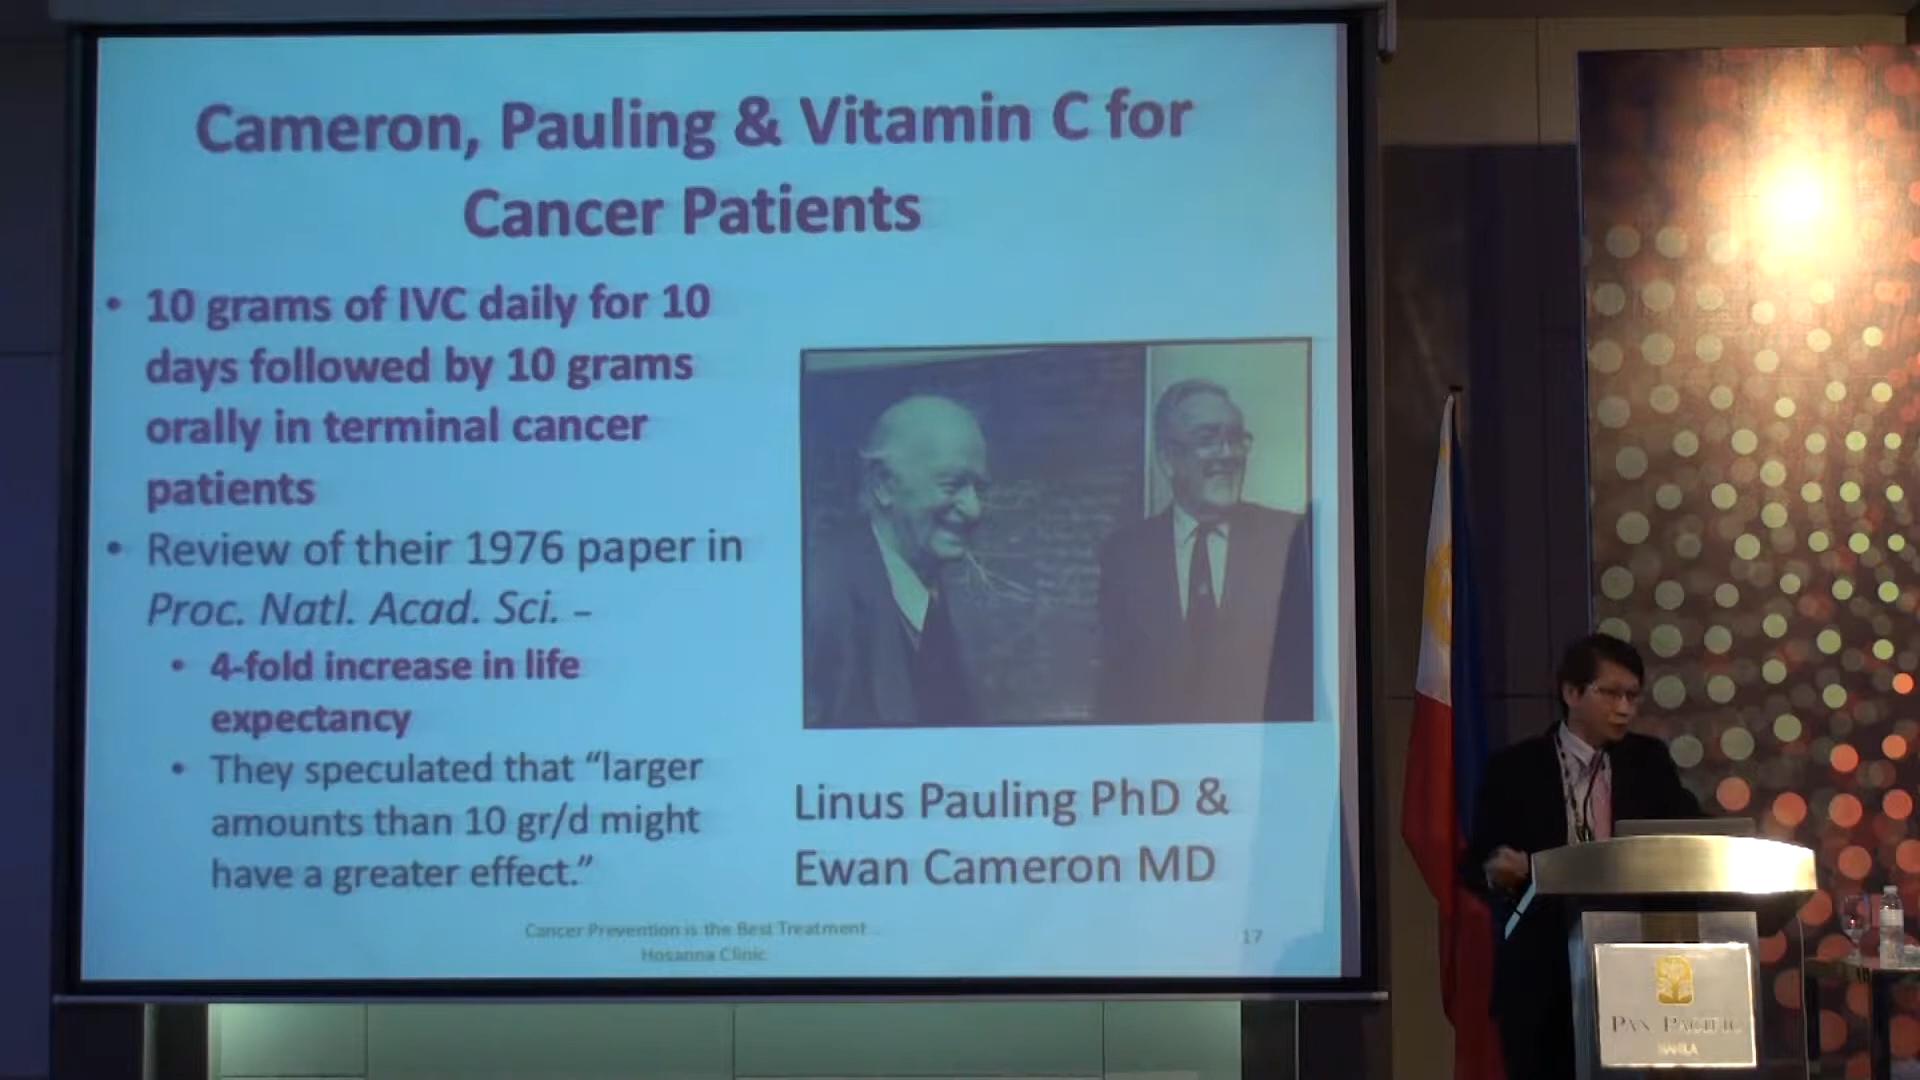 Cameron, Pauling & Vitamin C for
Cancer Patients
• 10 grams of IVC daily for 10
days followed by 10 grams
orally in terminal cancer
patients
• Review of their 1976 paper in
Proc. Natl. Acad. Sci. –
• 4-fold increase in life
expectancy
• They speculated that “larger
amounts than 10 gr/d might
have a greater effect.”
Linus Pauling PhD &
Ewan Cameron MD
Cancer Prevention is the Best Treatment
Hosanna Clinic
17
PAN PACIFIC
MANILA